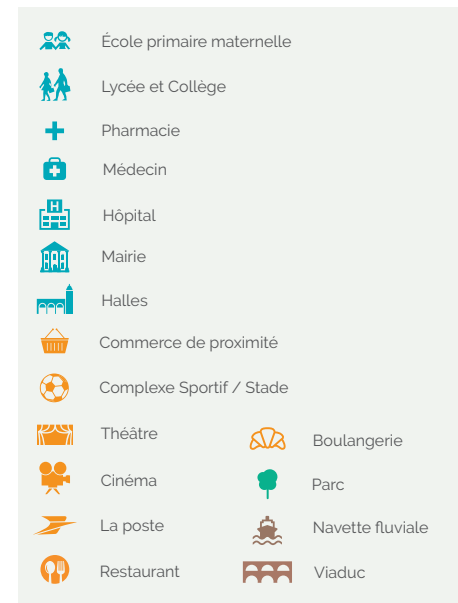 École primaire maternelle
Lycée et Collège
Pharmacie
Médecin
H
Hôpital
Mairie
Halles
Commerce de proximité
Complexe Sportif / Stade
Théâtre
Cinéma
La poste
Restaurant
Boulangerie
Parc
Navette fluviale
Viaduc